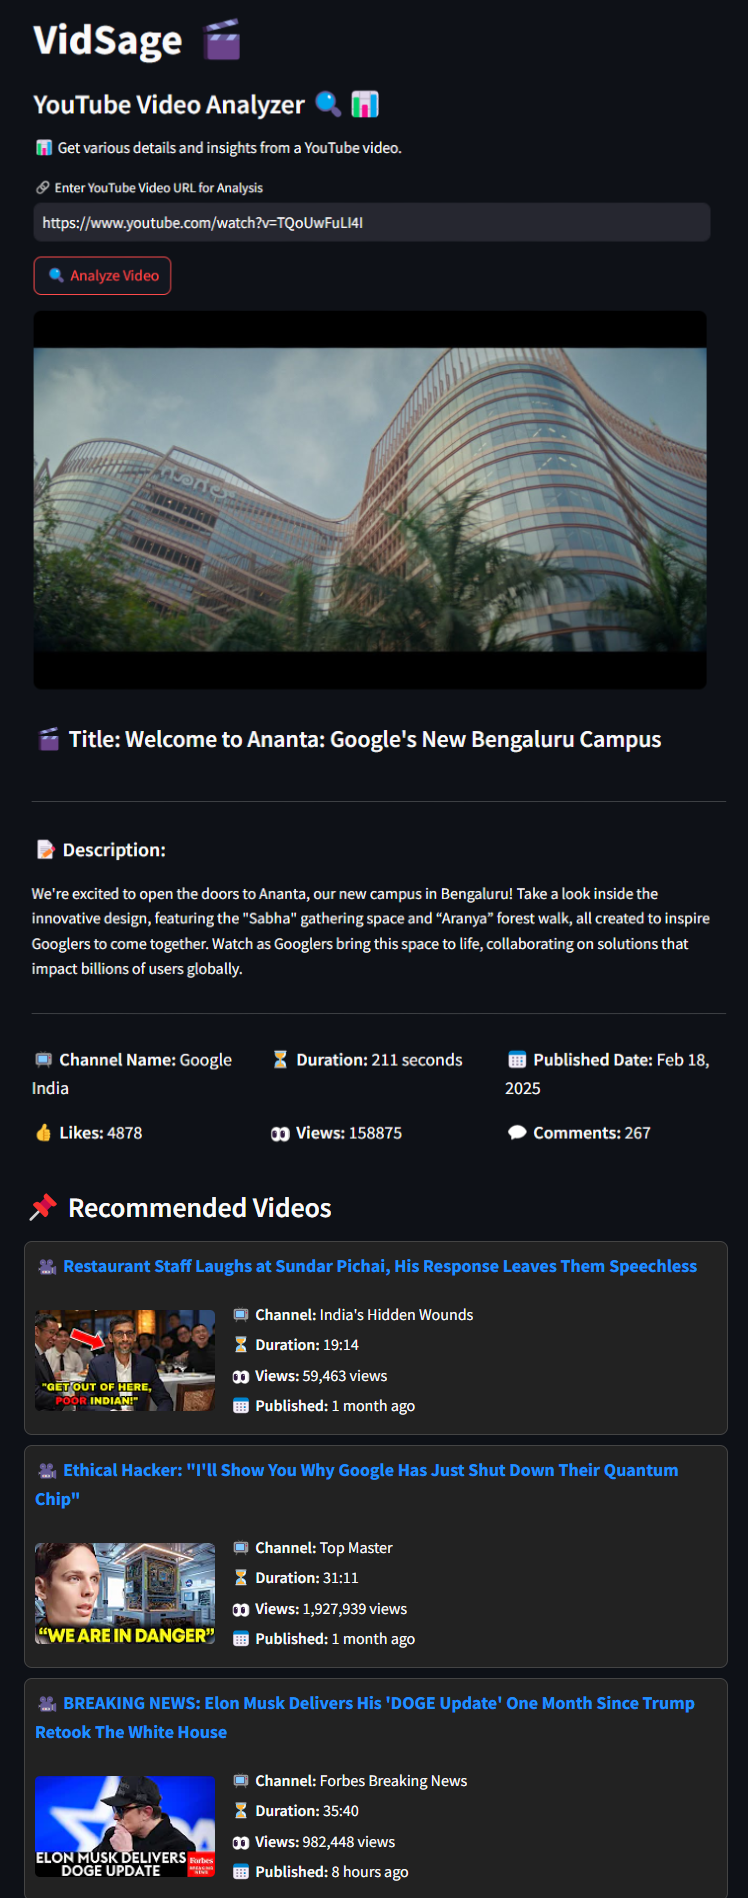 VidSage
YouTube Video Analyzer
Get various details and insights from a YouTube video.
Enter YouTube Video URL for Analysis
https://www.youtube.com/watch?v=TQoUwFuLI4I
Analyze Video
Title: Welcome to Ananta: Google's New Bengaluru Campus
Description:
We're excited to open the doors to Ananta, our new campus in Bengaluru! Take a look inside the
innovative design, featuring the "Sabha" gathering space and “Aranya” forest walk, all created to inspire
Googlers to come together. Watch as Googlers bring this space to life, collaborating on solutions that
impact billions of users globally.
Channel Name: Google
India
Duration: 211 seconds
Published Date: Feb 18,
2025
Likes: 4878
Views: 158875
Comments: 267
Recommended Videos
Restaurant Staff Laughs at Sundar Pichai, His Response Leaves Them Speechless
"GET OUT OF HERE,
POOR INDIAN!"
Channel: India's Hidden Wounds
Duration: 19:14
Views: 59,463 views
Published: 1 month ago
Ethical Hacker: "I'll Show You Why Google Has Just Shut Down Their Quantum
Chip"
“WE ARE IN DANGER”
Channel: Top Master
Duration: 31:11
Views: 1,927,939 views
Published: 1 month ago
BREAKING NEWS: Elon Musk Delivers His 'DOGE Update' One Month Since Trump
Retook The White House
ELON MUSK DELIVERS
DOGE UPDATE
Forbes
BREAKING
NEWS
Channel: Forbes Breaking News
Duration: 35:40
Views: 982,448 views
Published: 8 hours ago